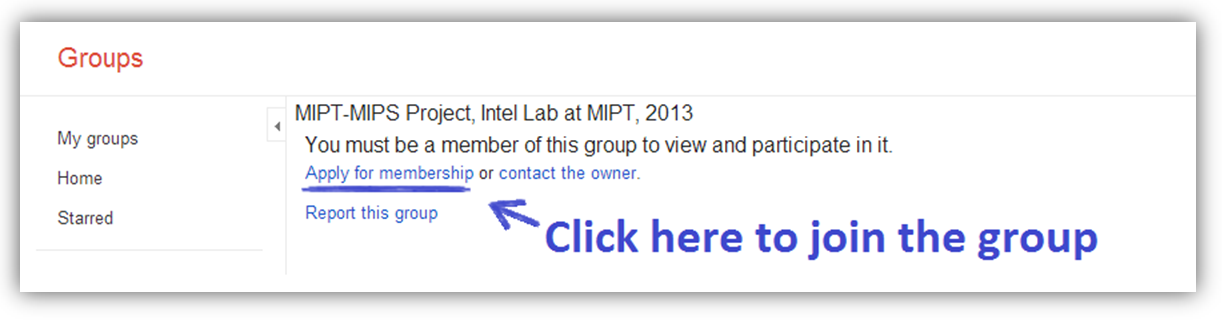 Groups
My groups
Home
Starred
MIPT-MIPS Project, Intel Lab at MIPT, 2013
You must be a member of this group to view and participate in it.
Apply for membership or contact the owner.
Report this group
Click here to join the group